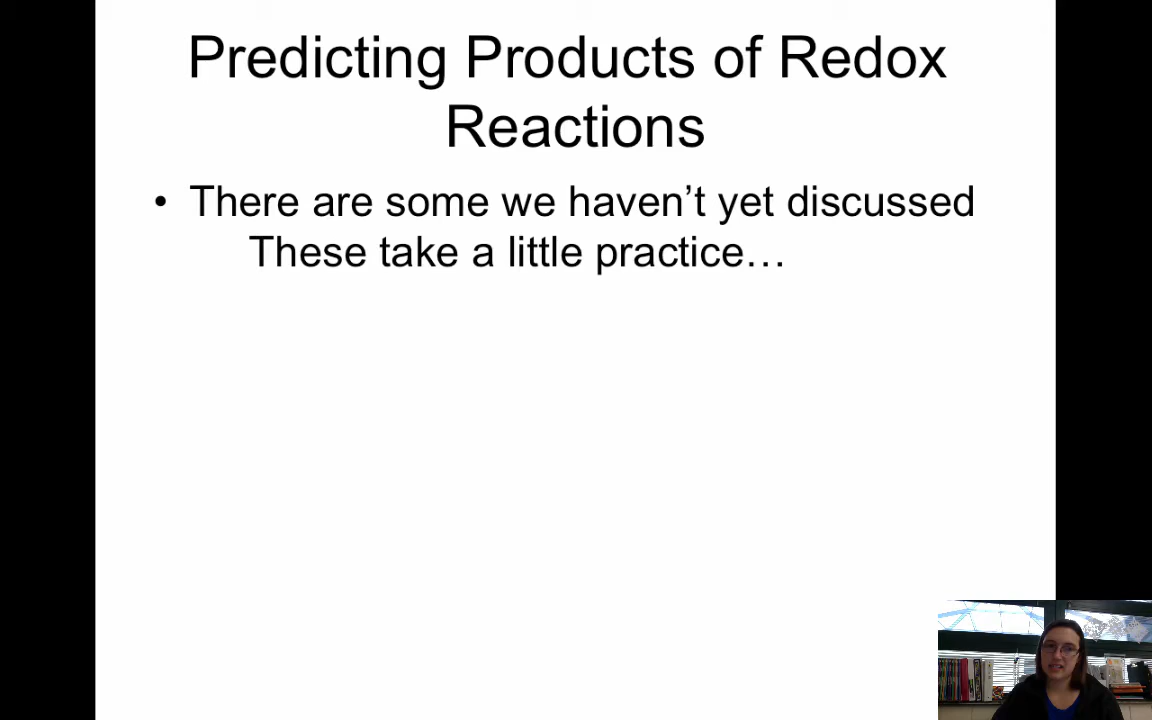 Predicting Products of Redox
Reactions
• There are some we haven’t yet discussed
These take a little practice…